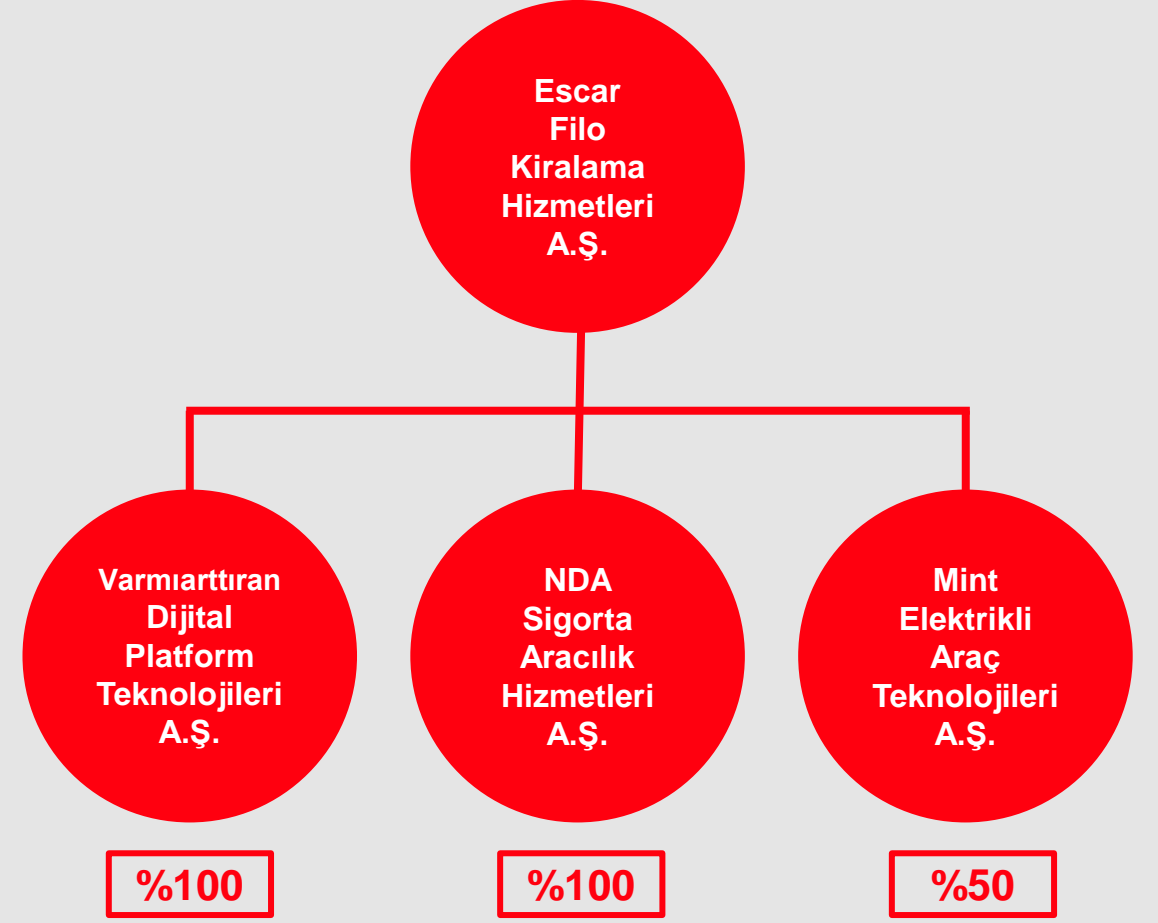 Escar
Filo
Kiralama
Hizmetleri
A.Ş.
Varmıarttıran
Dijital
Platform
Teknolojileri
A.Ş.
NDA
Sigorta
Aracılık
Hizmetleri
A.Ş.
Mint
Elektrikli
Araç
Teknolojileri
A.Ş.
%100
%100
%50